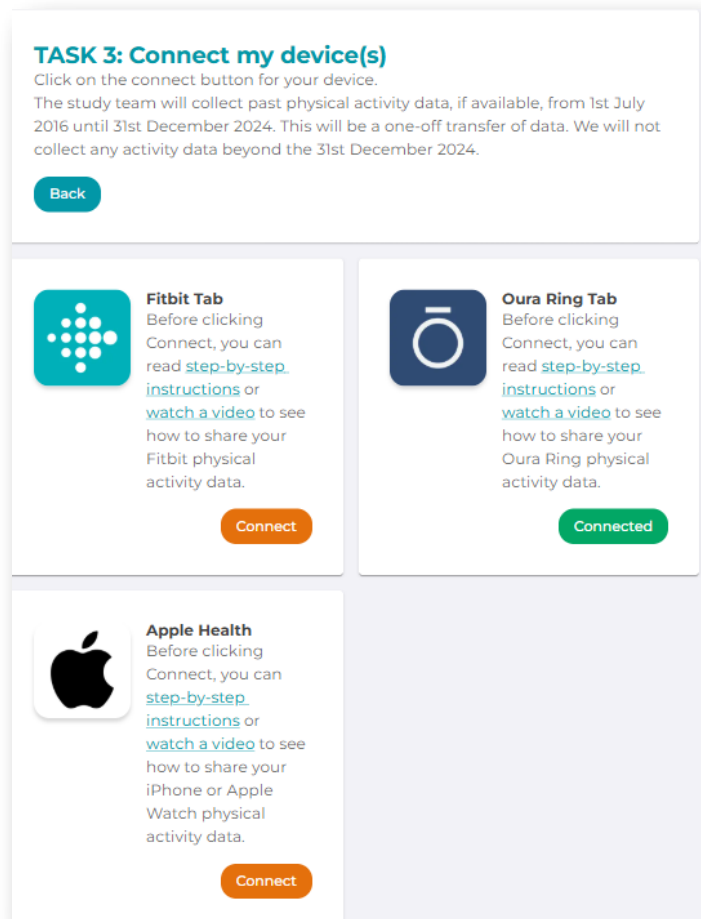 TASK 3: Connect my device(s)
Click on the connect button for your device.
The study team will collect past physical activity data, if available, from 1st July
2016 until 31st December 2024. This will be a one-off transfer of data. We will not
collect any activity data beyond the 31st December 2024.
Back
Fitbit Tab
Before clicking
Connect, you can
read step-by-step
instructions or
watch a video to see
how to share your
Fitbit physical
activity data.
Connect
Oura Ring Tab
Before clicking
Connect, you can
read step-by-step
instructions or
watch a video to see
how to share your
Oura Ring physical
activity data.
Connected
Apple Health
Before clicking
Connect, you can
step-by-step
instructions or
watch a video to see
how to share your
iPhone or Apple
Watch physical
activity data.
Connect